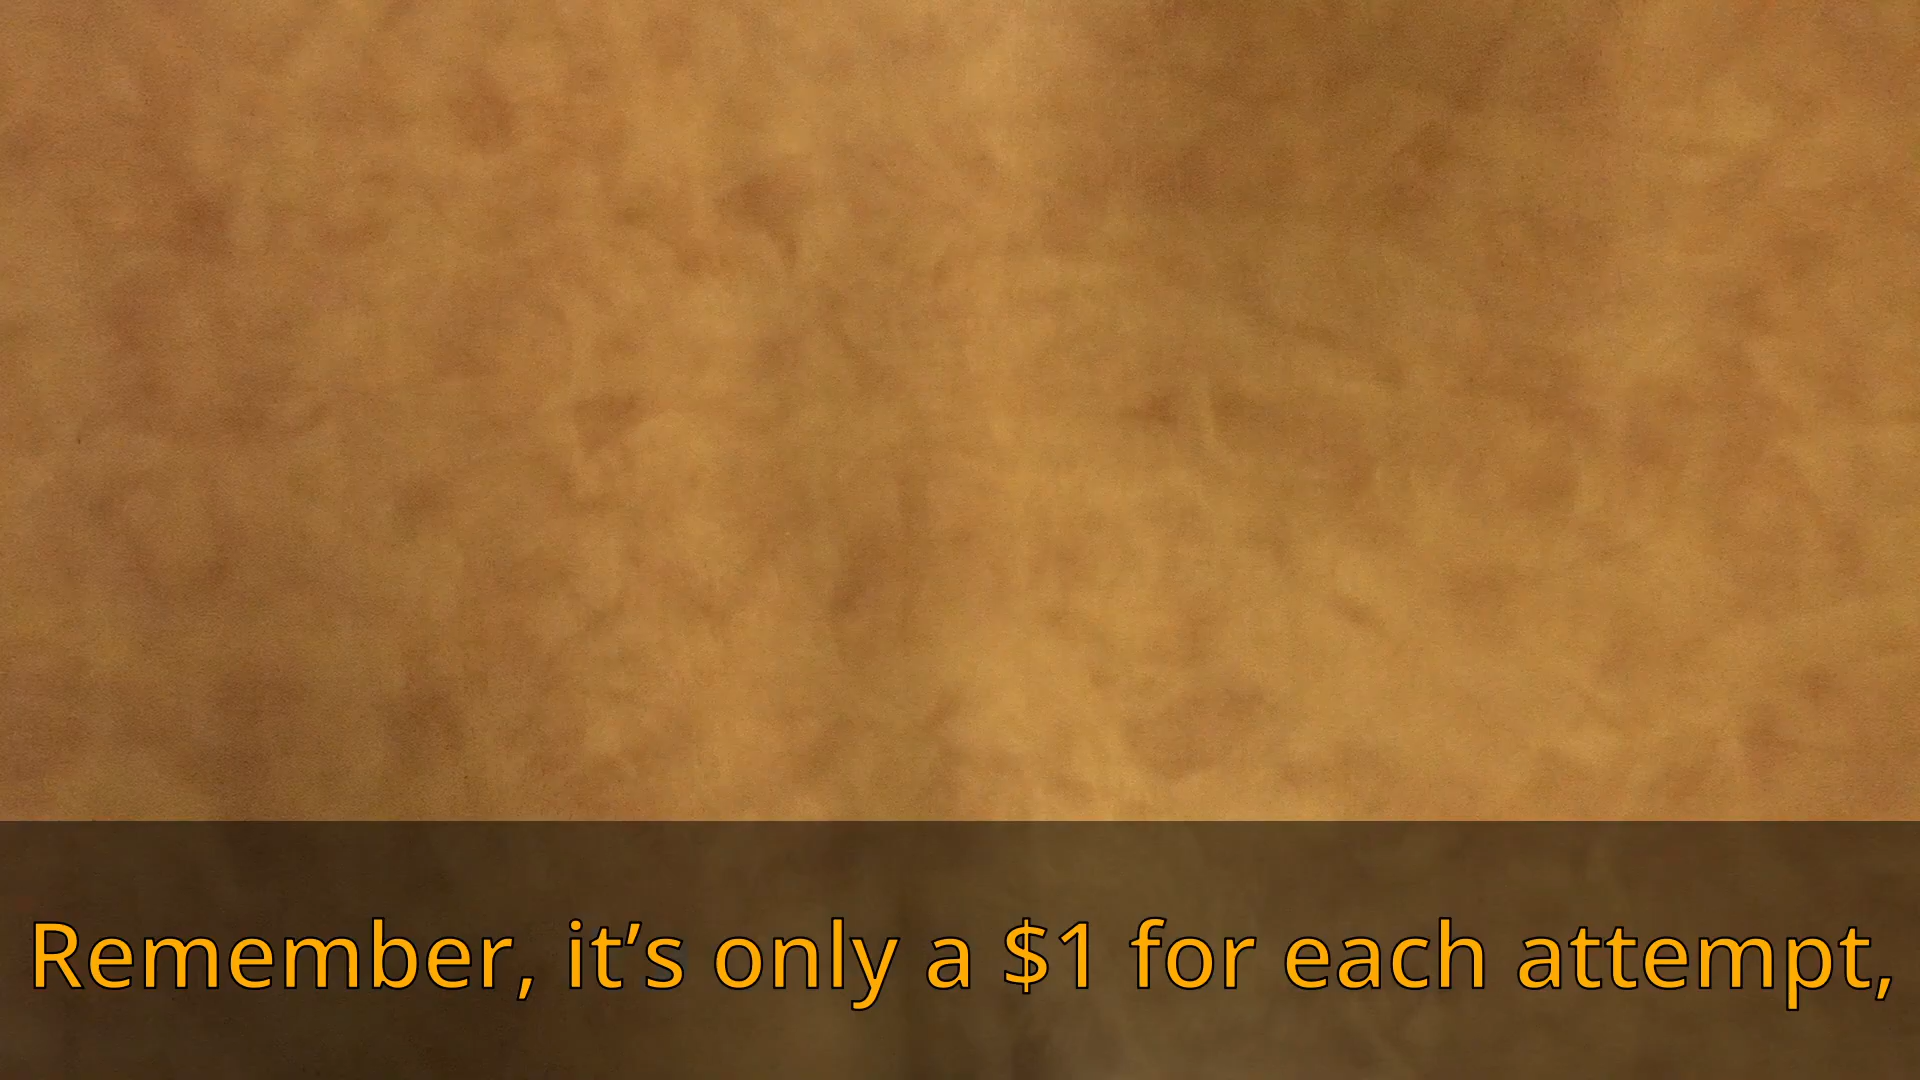 Remember, it’s only a $1 for each attempt,